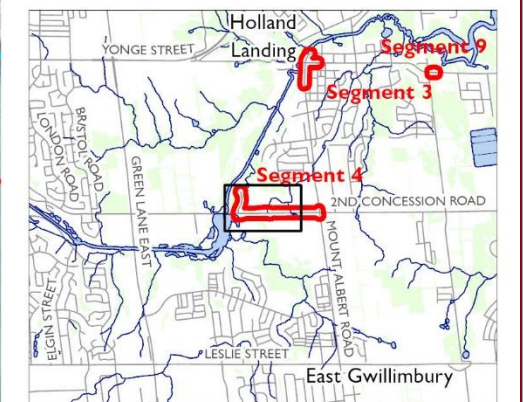 Holland
Landing
YONGE STREET
Segment 9
Segment 3
BRISTOL ROAD
LONDON ROAD
GREEN LANE EAST
Segment 4
2ND CONCESSION ROAD
MOUNT ALBERT ROAD
ELGIN STREET
LESLIE STREET
East Gwillimbury